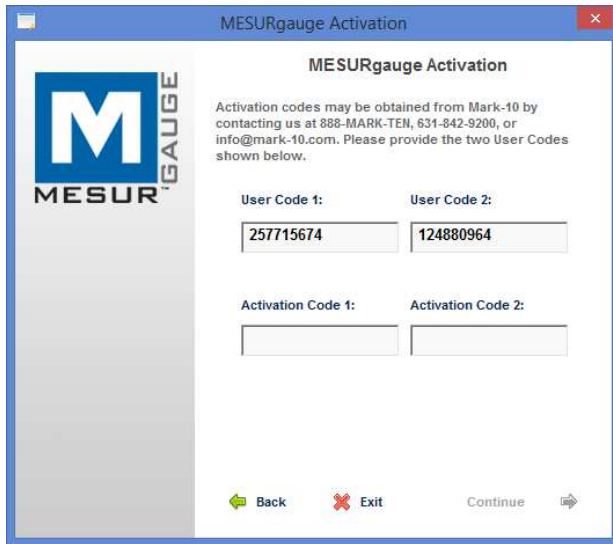 MESURgauge Activation
M
MESUR™
GAUGE
MESURgauge Activation
Activation codes may be obtained from Mark-10 by
contacting us at 888-MARK-TEN, 631-842-9200, or
info@mark-10.com. Please provide the two User Codes
shown below.
User Code 1: User Code 2:
257715674 124880964
Activation Code 1: Activation Code 2:
Back Exit Continue